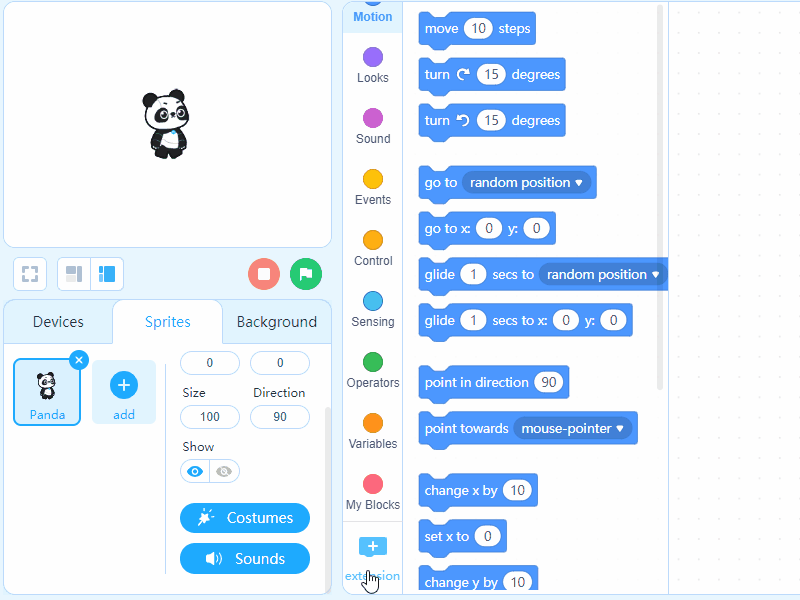 Devices
Sprites
Background
Panda
add
0
0
Size
Direction
100
90
Show
Costumes
Sounds
Motion
Looks
Sound
Events
Control
Sensing
Operators
Variables
My Blocks
extension
move 10 steps
turn 15 degrees
turn 15 degrees
go to random position
go to x: 0 y: 0
glide 1 secs to random position
glide 1 secs to x: 0 y: 0
point in direction 90
point towards mouse-pointer
change x by 10
set x to 0
change y by 10